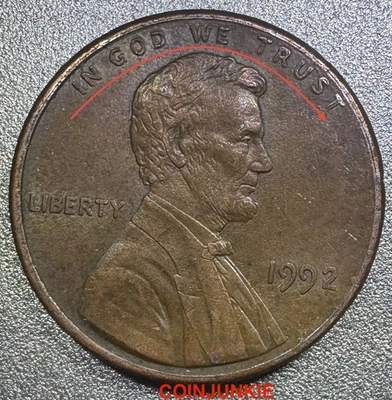 IN GOD WE TRUST
LIBERTY
1992
COINJUNKIE